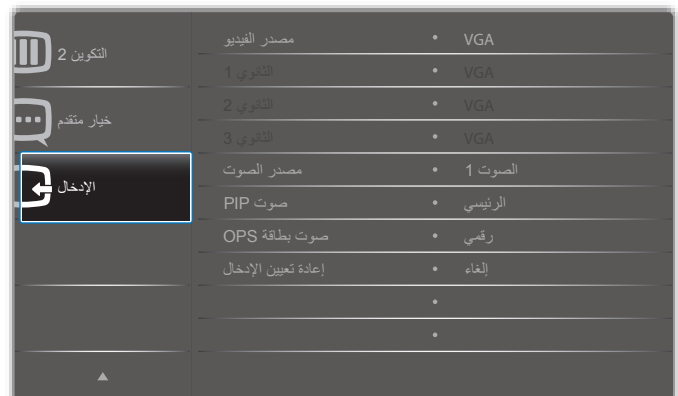 التكوين 2
خيار متقدم
الإدخال
مصدر الفيديو • VGA
الثانوي 1 • VGA
الثانوي 2 • VGA
الثانوي 3 • VGA
مصدر الصوت • الصوت 1
صوت PIP • الرئيسي
صوت بطاقة OPS • رقمي
إعادة تعيين الإدخال • إلغاء